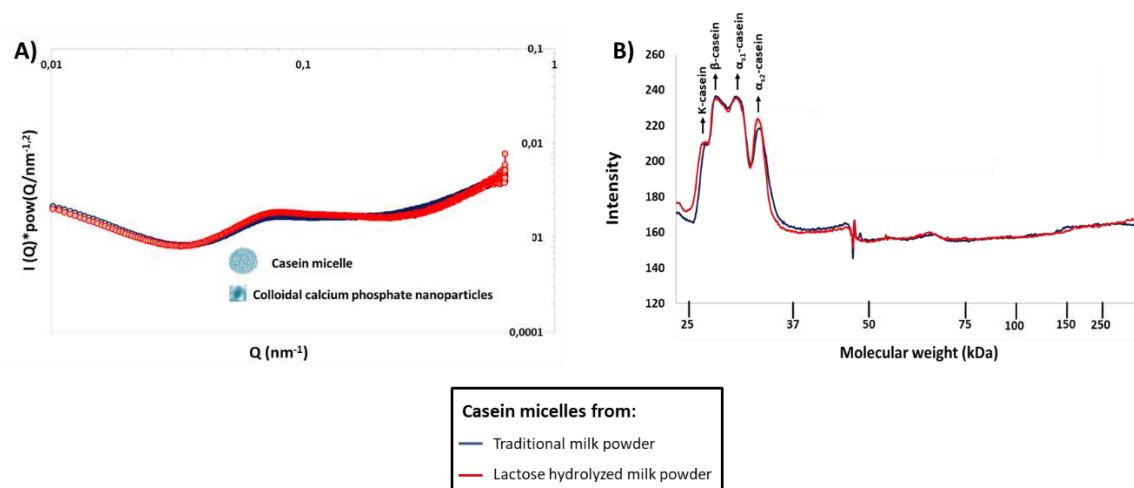 A)
0,01
0,1
1
0,1
0,01
01
0,0001
I (Q)*pow(Q/nm⁻¹,²)
Casein micelle
Colloidal calcium phosphate nanoparticles
Q (nm⁻¹)
B)
260
240
220
200
180
160
140
120
Intensity
K-casein
β-casein
αs1-casein
αs2-casein
25
37
50
75
100
150
250
Molecular weight (kDa)
Casein micelles from:
Traditional milk powder
Lactose hydrolyzed milk powder